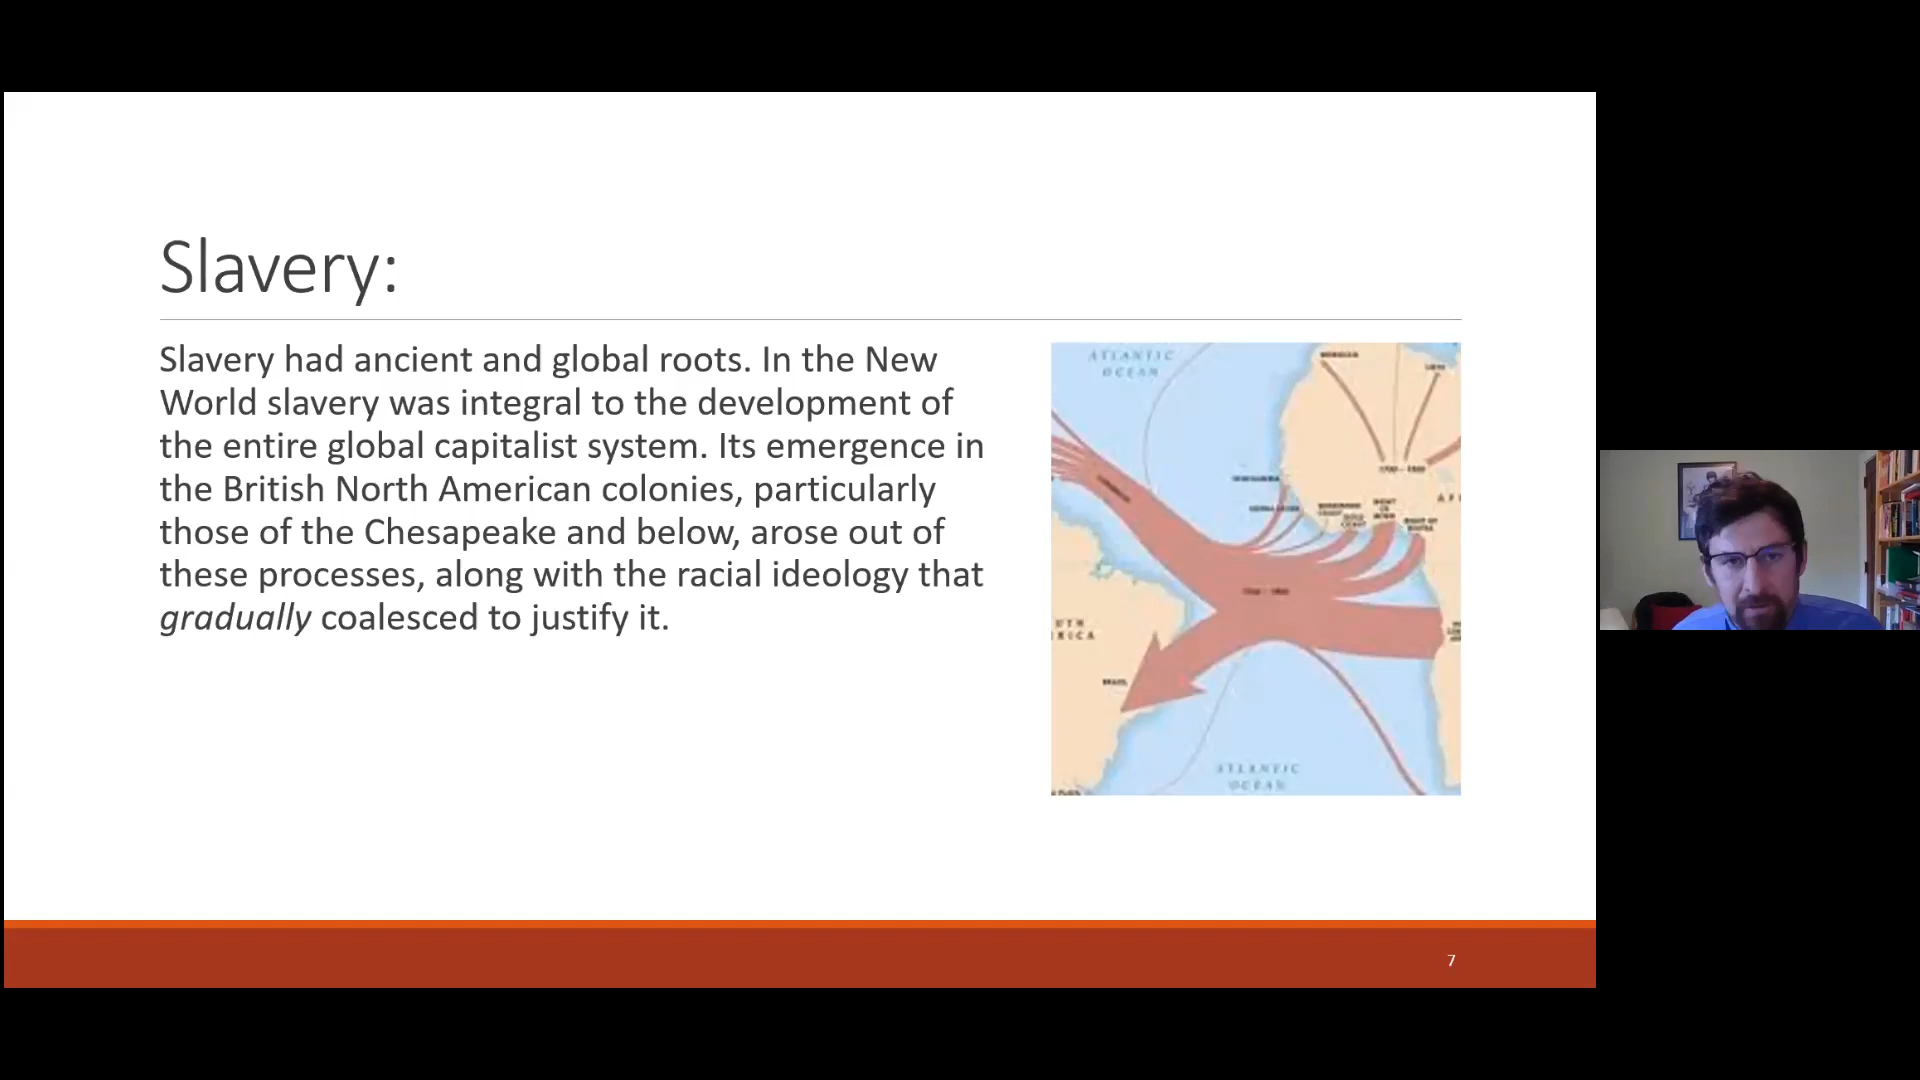 Slavery:
Slavery had ancient and global roots. In the New
World slavery was integral to the development of
the entire global capitalist system. Its emergence in
the British North American colonies, particularly
those of the Chesapeake and below, arose out of
these processes, along with the racial ideology that
gradually coalesced to justify it.
ATLANTIC
OCEAN
BRAZIL
ATLANTIC
OCEAN
7